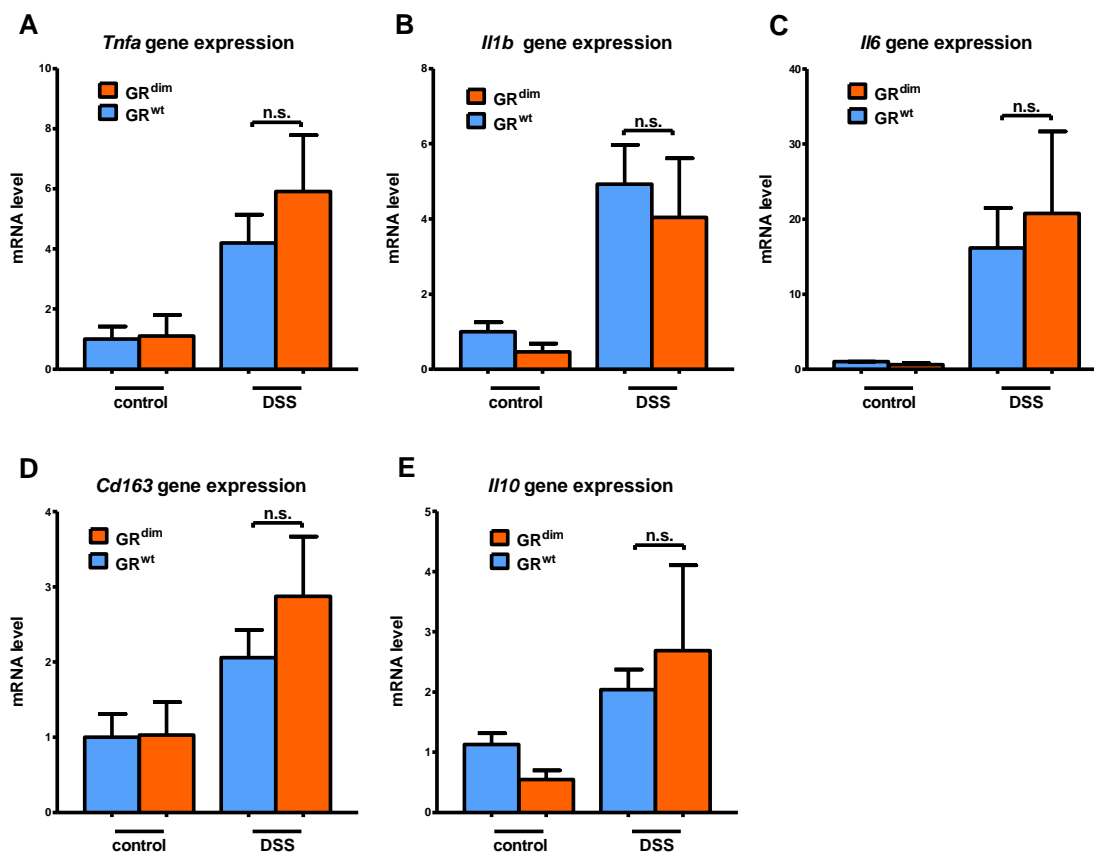 A
Tnfa gene expression
GRdim
GRwt
n.s.
mRNA level
10
8
6
4
2
0
control
DSS
B
Il1b gene expression
GRdim
GRwt
n.s.
mRNA level
8
6
4
2
0
control
DSS
C
Il6 gene expression
GRdim
GRwt
n.s.
mRNA level
40
30
20
10
0
control
DSS
D
Cd163 gene expression
GRdim
GRwt
n.s.
mRNA level
4
3
2
1
0
control
DSS
E
Il10 gene expression
GRdim
GRwt
n.s.
mRNA level
5
4
3
2
1
0
control
DSS